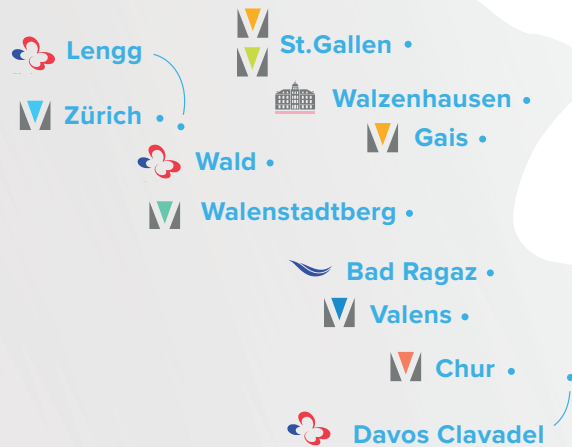 Lengg
St.Gallen
Zürich
Walzenhausen
Gais
Wald
Walenstadtberg
Bad Ragaz
Valens
Chur
Davos Clavadel